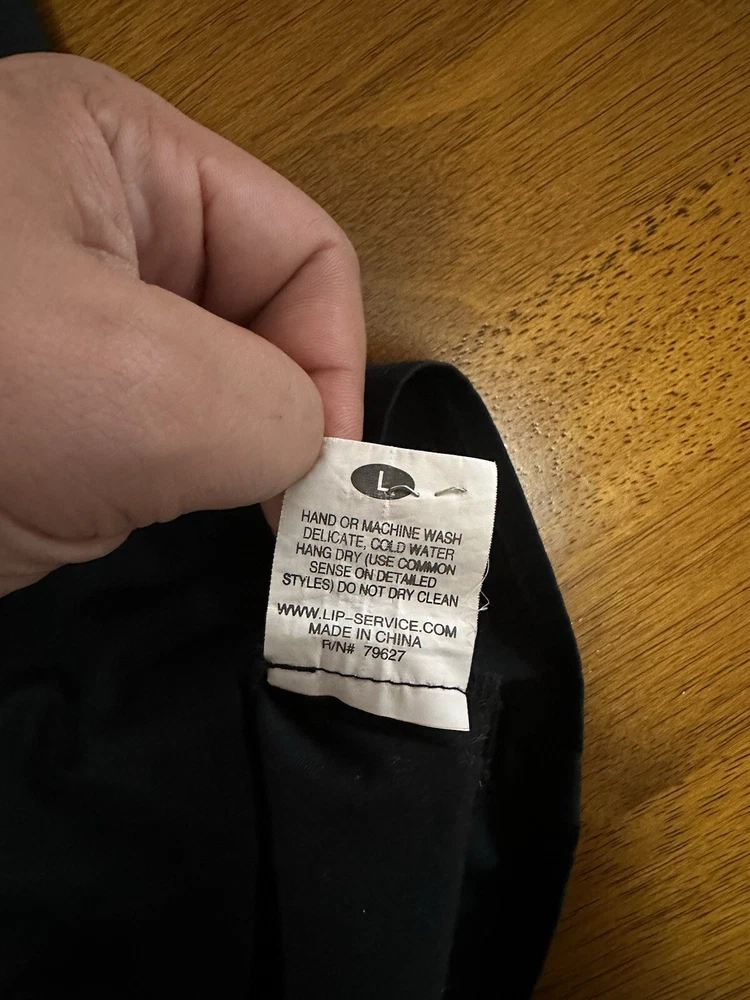 L
HAND OR MACHINE WASH
DELICATE, COLD WATER
HANG DRY (USE COMMON
SENSE ON DETAILED
STYLES) DO NOT DRY CLEAN
WWW.LIP-SERVICE.COM
MADE IN CHINA
R/N# 79627